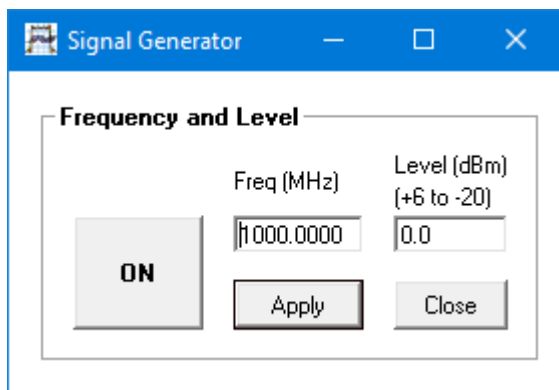 Signal Generator
Frequency and Level
Freq (MHz)
Level (dBm)
(+6 to -20)
1000.0000
0.0
ON
Apply
Close